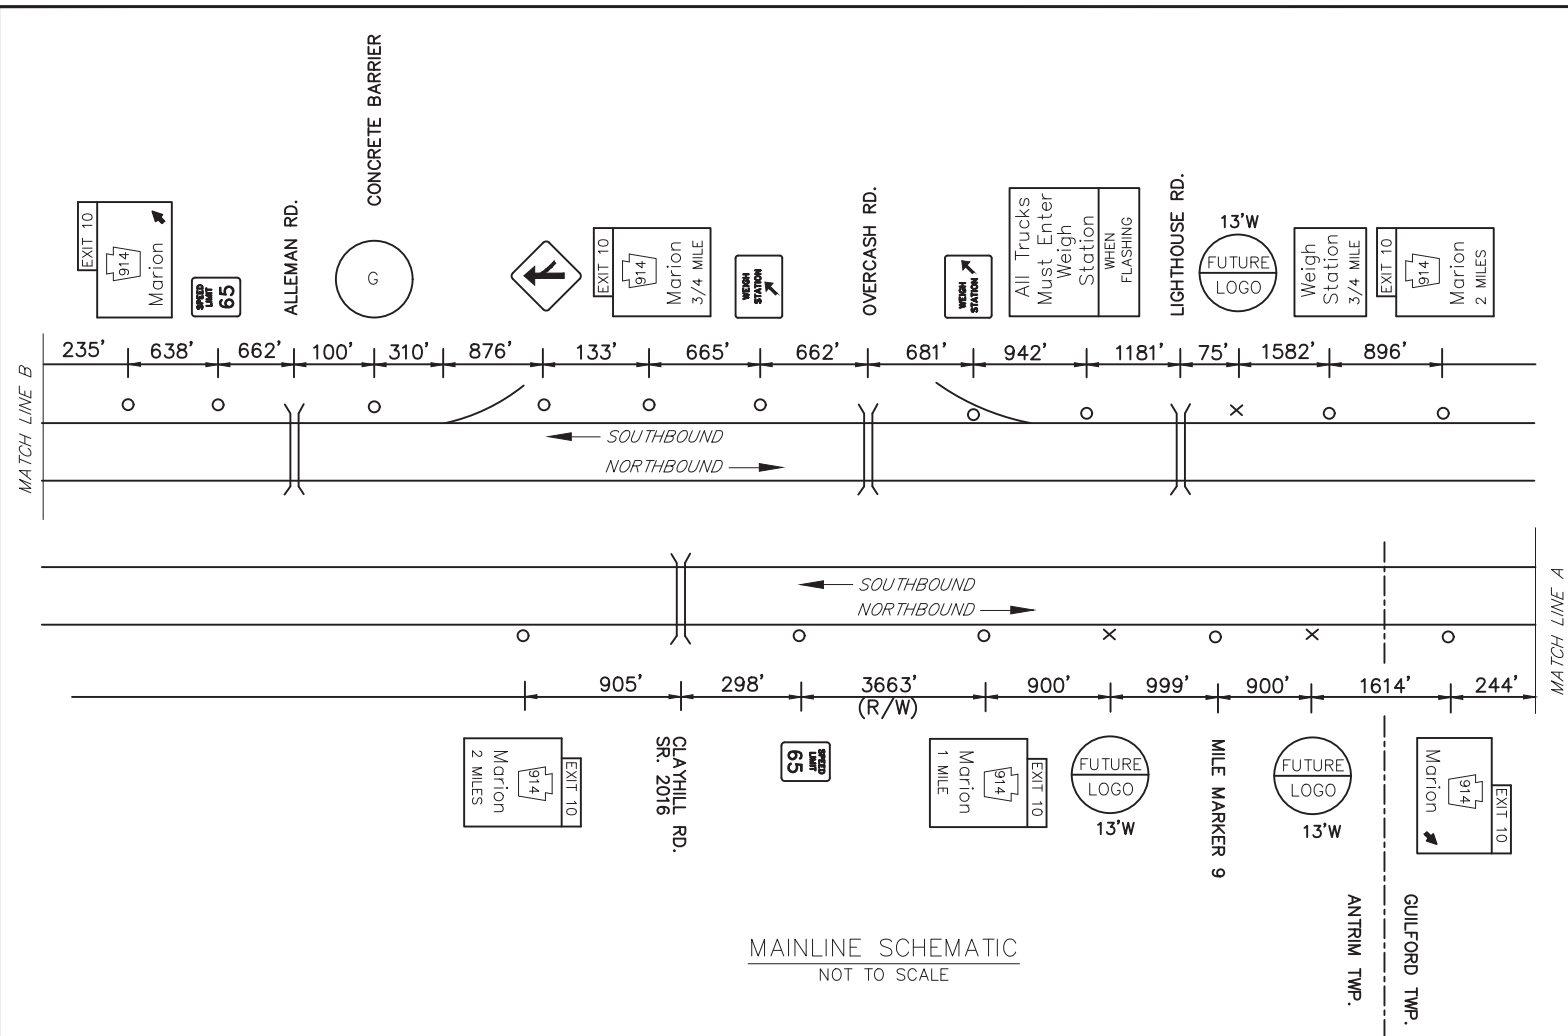 CONCRETE BARRIER
ALLEMAN RD.
OVERCASH RD.
LIGHTHOUSE RD.
EXIT 10
914
Marion
SPEED
LIMIT
65
G
EXIT 10
914
Marion
3/4 MILE
WEIGH
STATION
WEIGH
STATION
All Trucks
Must Enter
Weigh
Station
WHEN
FLASHING
13'W
FUTURE
LOGO
Weigh
Station
3/4 MILE
EXIT 10
914
Marion
2 MILES
235' 638' 662' 100' 310' 876' 133' 665' 662' 681' 942' 1181' 75' 1582' 896'
MATCH LINE B
SOUTHBOUND
NORTHBOUND
SOUTHBOUND
NORTHBOUND
MATCH LINE A
905' 298' 3663' 900' 999' 900' 1614' 244'
(R/W)
EXIT 10
914
Marion
2 MILES
CLAYHILL RD.
SR. 2016
SPEED
LIMIT
65
EXIT 10
914
Marion
1 MILE
FUTURE
LOGO
13'W
MILE MARKER 9
FUTURE
LOGO
13'W
EXIT 10
914
Marion
GUILFORD TWP.
ANTRIM TWP.
MAINLINE SCHEMATIC
NOT TO SCALE